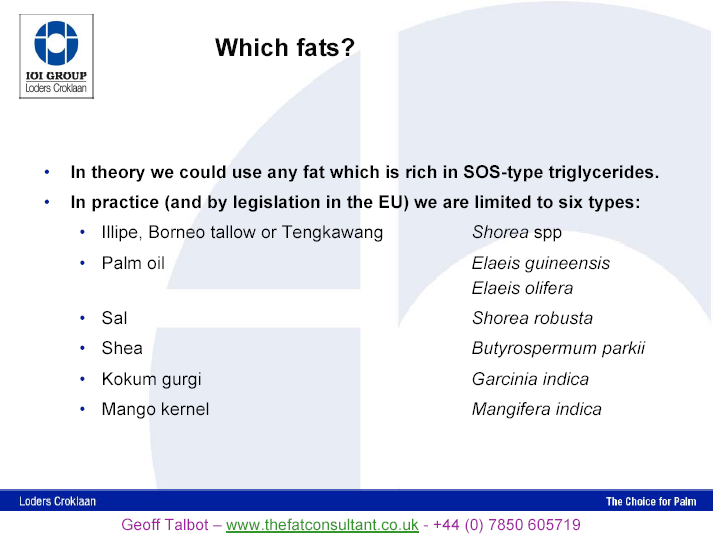 IOI GROUP
Loders Croklaan
Which fats?
• In theory we could use any fat which is rich in SOS-type triglycerides.
• In practice (and by legislation in the EU) we are limited to six types:
• Illipe, Borneo tallow or Tengkawang Shorea spp
• Palm oil Elaeis guineensis
Elaeis olifera
• Sal Shorea robusta
• Shea Butyrospermum parkii
• Kokum gurgi Garcinia indica
• Mango kernel Mangifera indica
Loders Croklaan The Choice for Palm
Geoff Talbot – www.thefatconsultant.co.uk - +44 (0) 7850 605719